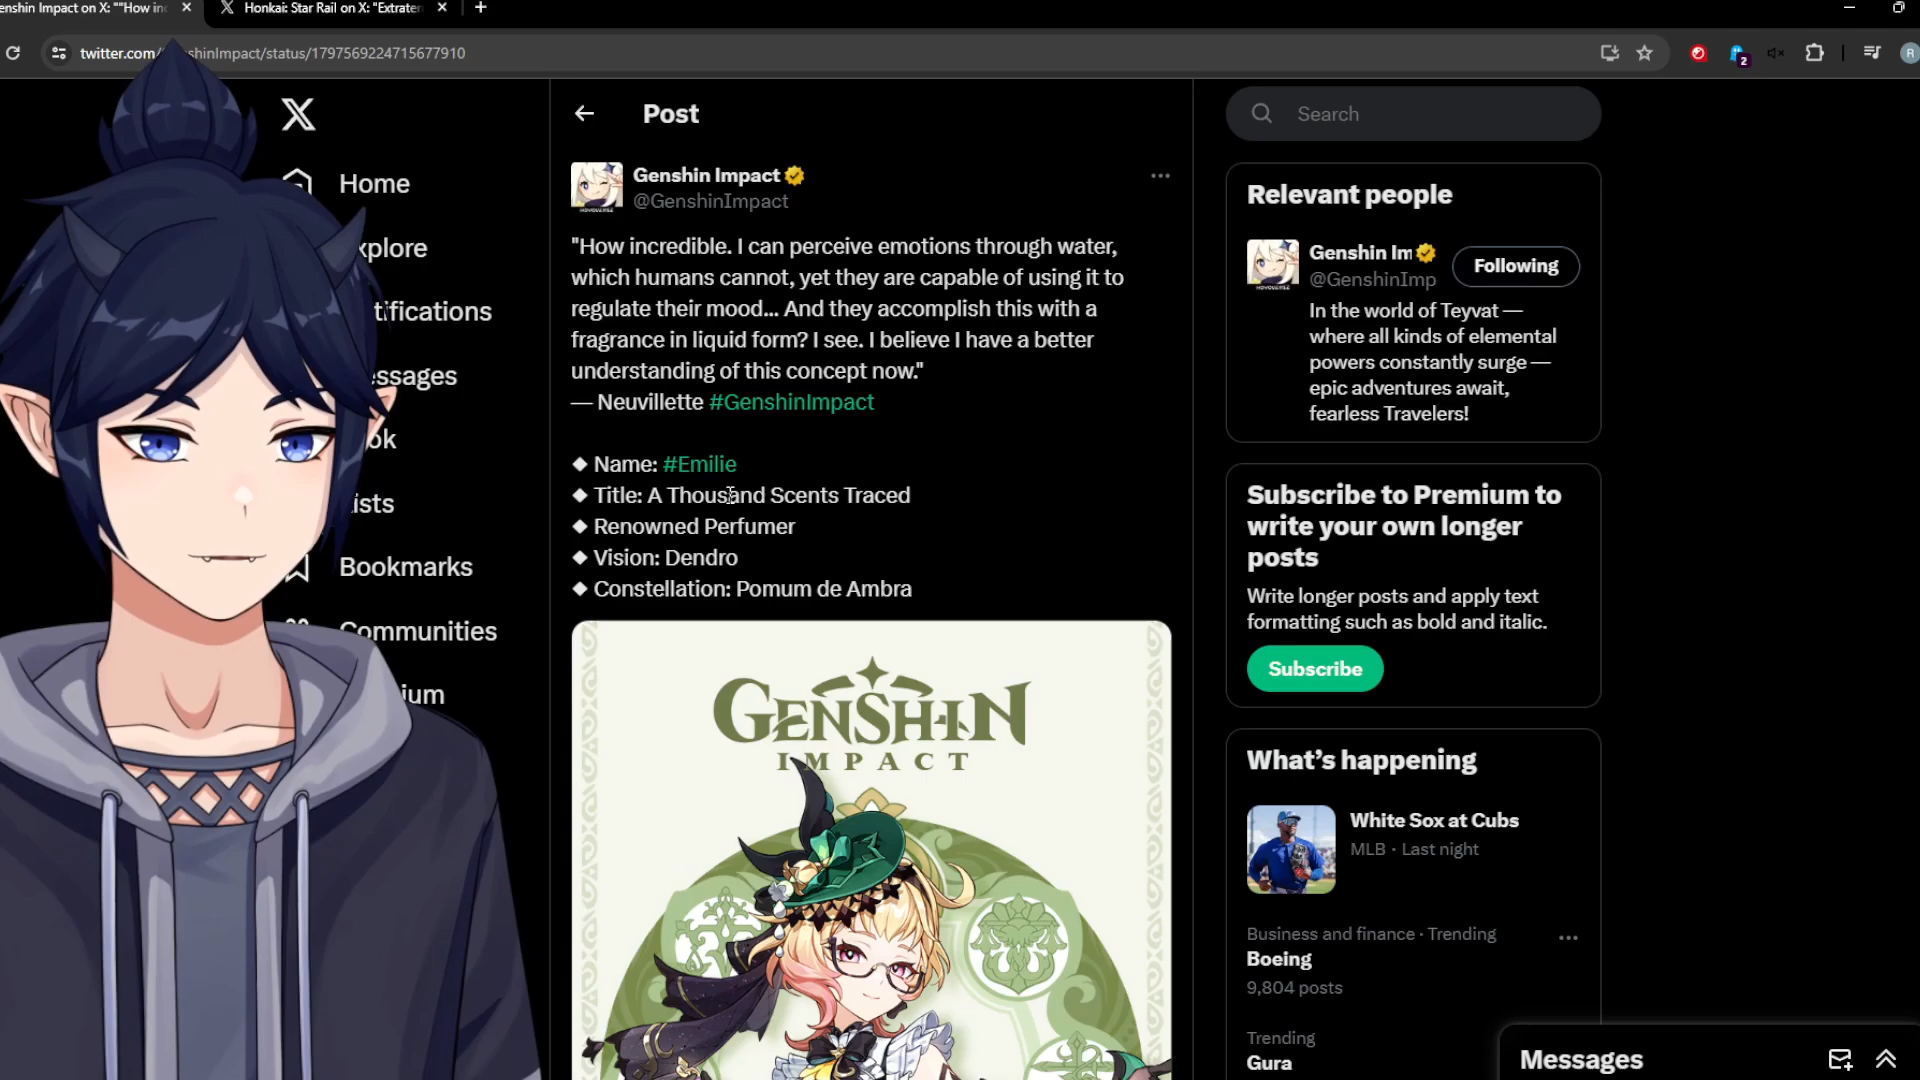 enshin Impact on X: ""How in
Honkai: Star Rail on X: "Extrater
twitter.com/
shinImpact/status/1797569224715677910
2
R
Home
xplore
tifications
essages
ok
ists
Bookmarks
Communities
ium
Post
Genshin Impact
@GenshinImpact
"How incredible. I can perceive emotions through water,
which humans cannot, yet they are capable of using it to
regulate their mood... And they accomplish this with a
fragrance in liquid form? I see. I believe I have a better
understanding of this concept now."
— Neuvillette #GenshinImpact
◆ Name: #Emilie
◆ Title: A Thousand Scents Traced
◆ Renowned Perfumer
◆ Vision: Dendro
◆ Constellation: Pomum de Ambra
GENSHIN
IMPACT
Search
Relevant people
Genshin Im
@GenshinImp
Following
In the world of Teyvat —
where all kinds of elemental
powers constantly surge —
epic adventures await,
fearless Travelers!
Subscribe to Premium to
write your own longer
posts
Write longer posts and apply text
formatting such as bold and italic.
Subscribe
What's happening
White Sox at Cubs
MLB · Last night
Business and finance · Trending
Boeing
9,804 posts
Trending
Gura
Messages